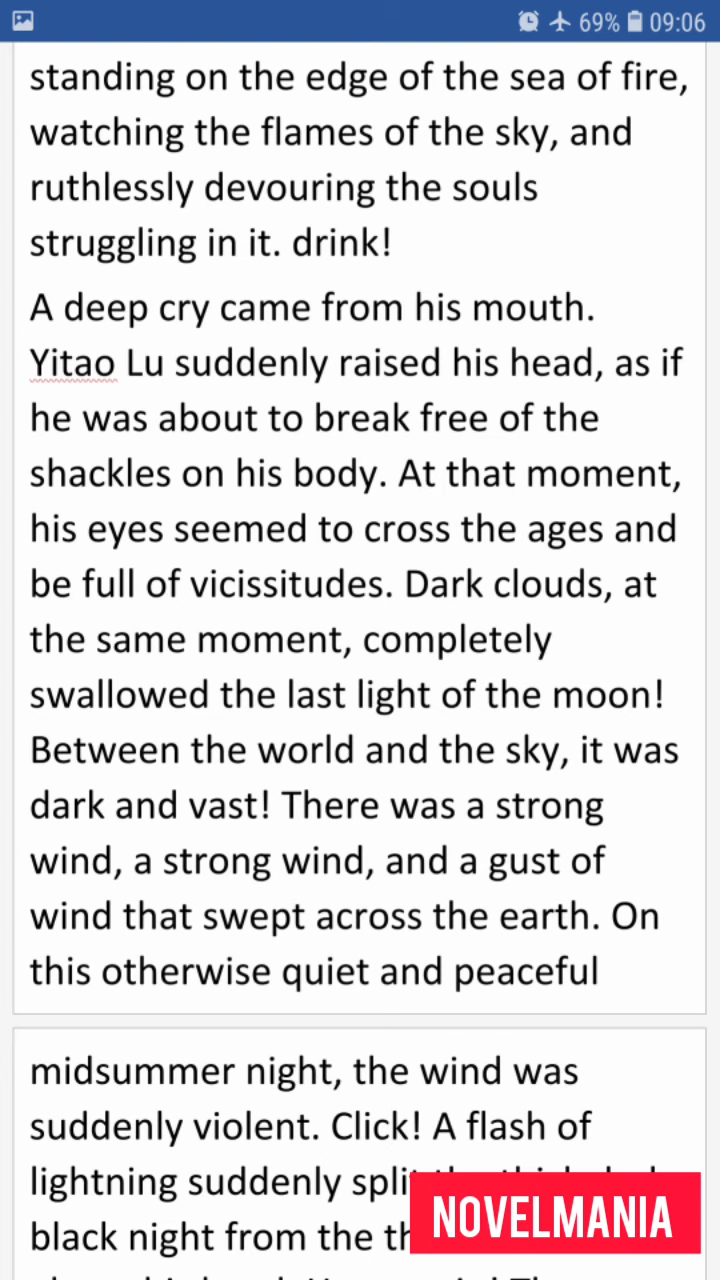 69% 09:06
standing on the edge of the sea of fire,
watching the flames of the sky, and
ruthlessly devouring the souls
struggling in it. drink!
A deep cry came from his mouth.
Yitao Lu suddenly raised his head, as if
he was about to break free of the
shackles on his body. At that moment,
his eyes seemed to cross the ages and
be full of vicissitudes. Dark clouds, at
the same moment, completely
swallowed the last light of the moon!
Between the world and the sky, it was
dark and vast! There was a strong
wind, a strong wind, and a gust of
wind that swept across the earth. On
this otherwise quiet and peaceful
midsummer night, the wind was
suddenly violent. Click! A flash of
lightning suddenly split
black night from the
NOVELMANIA